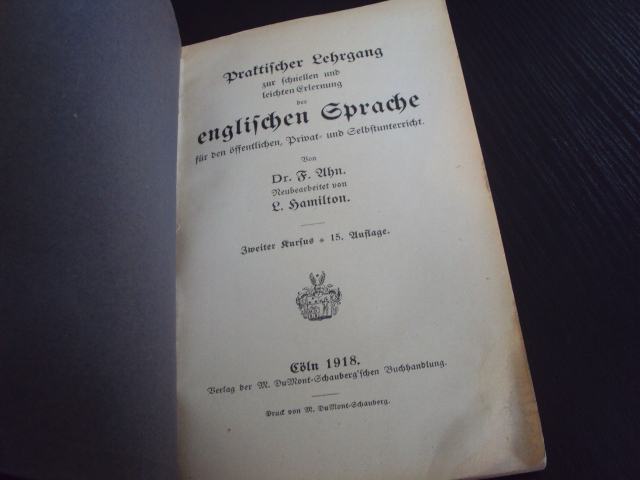 Praktischer Lehrgang
zur schnellen und
leichten Erlernung
der
englischen Sprache
für den öffentlichen, Privat- und Selbstunterricht.
Von
Dr. F. Ahn.
Neubearbeitet von
L. Hamilton.
Zweiter Kursus * 15. Auflage.
Cöln 1918.
Verlag der M. DuMont-Schauberg'schen Buchhandlung.
Druck von M. DuMont-Schauberg.